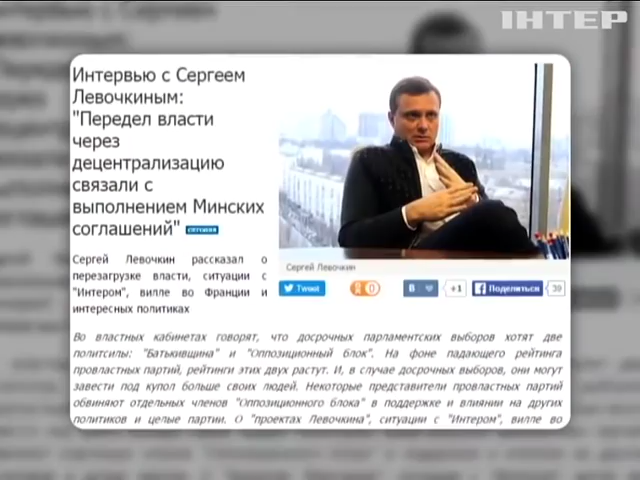 ІНТЕР
Интервью с Сергеем
Левочкиным:
"Передел власти
через
децентрализацию
связали с
выполнением Минских
соглашений"
Сергей Левочкин
Сергей Левочкин рассказал о
перезагрузке власти, ситуации с
"Интером", вилле во Франции и
интересных политиках
Tweet 0 B +1 Поделиться 39
Во властных кабинетах говорят, что досрочных парламентских выборов хотят две
политсилы: "Батькивщина" и "Оппозиционный блок". На фоне падающего рейтинга
провластных партий, рейтинги этих двух растут. И, в случае досрочных выборов, они могут
завести под купол больше своих людей. Некоторые представители провластных партий
обвиняют отдельных членов "Оппозиционного блока" в поддержке и влиянии на других
политиков и целые партии. О "проектах Левочкина", ситуации с "Интером", вилле во